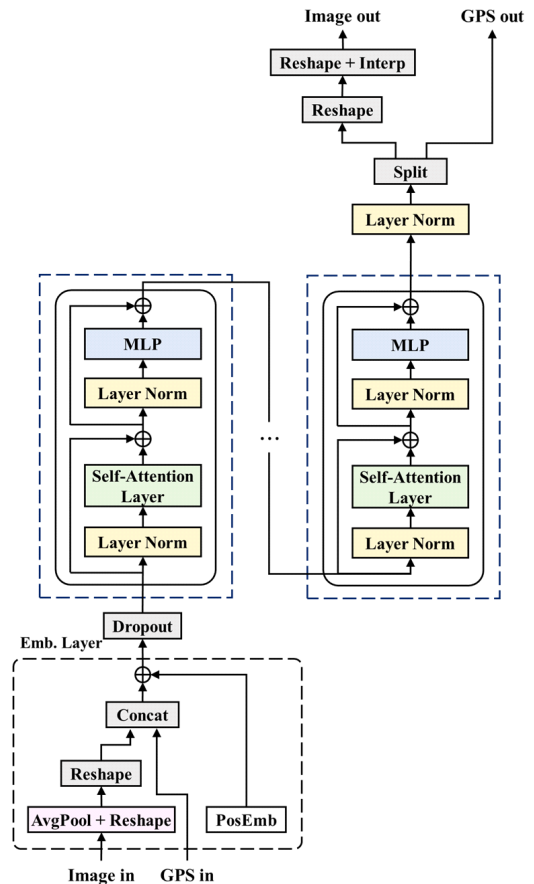 Image out
GPS out
Reshape + Interp
Reshape
Split
Layer Norm
MLP
Layer Norm
Self-Attention
Layer
Layer Norm
...
MLP
Layer Norm
Self-Attention
Layer
Layer Norm
Dropout
Emb. Layer
Concat
Reshape
AvgPool + Reshape
PosEmb
Image in
GPS in